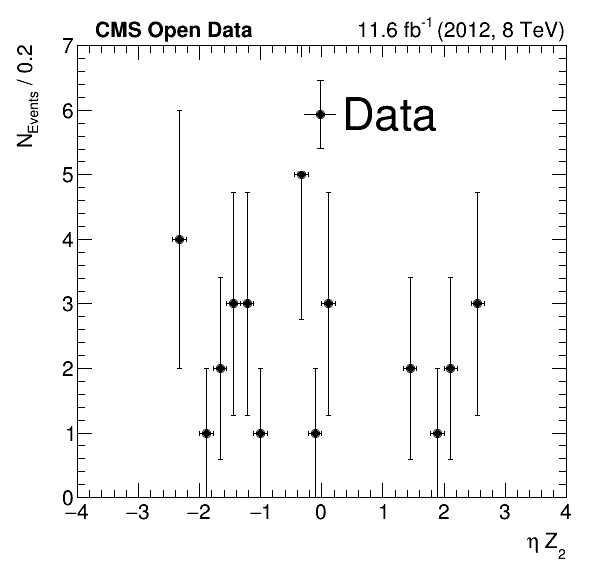 CMS Open Data 11.6 fb⁻¹ (2012, 8 TeV)
N_Events / 0.2
7
6
5
4
3
2
1
0
Data
−4 −3 −2 −1 0 1 2 3 4
η Z₂